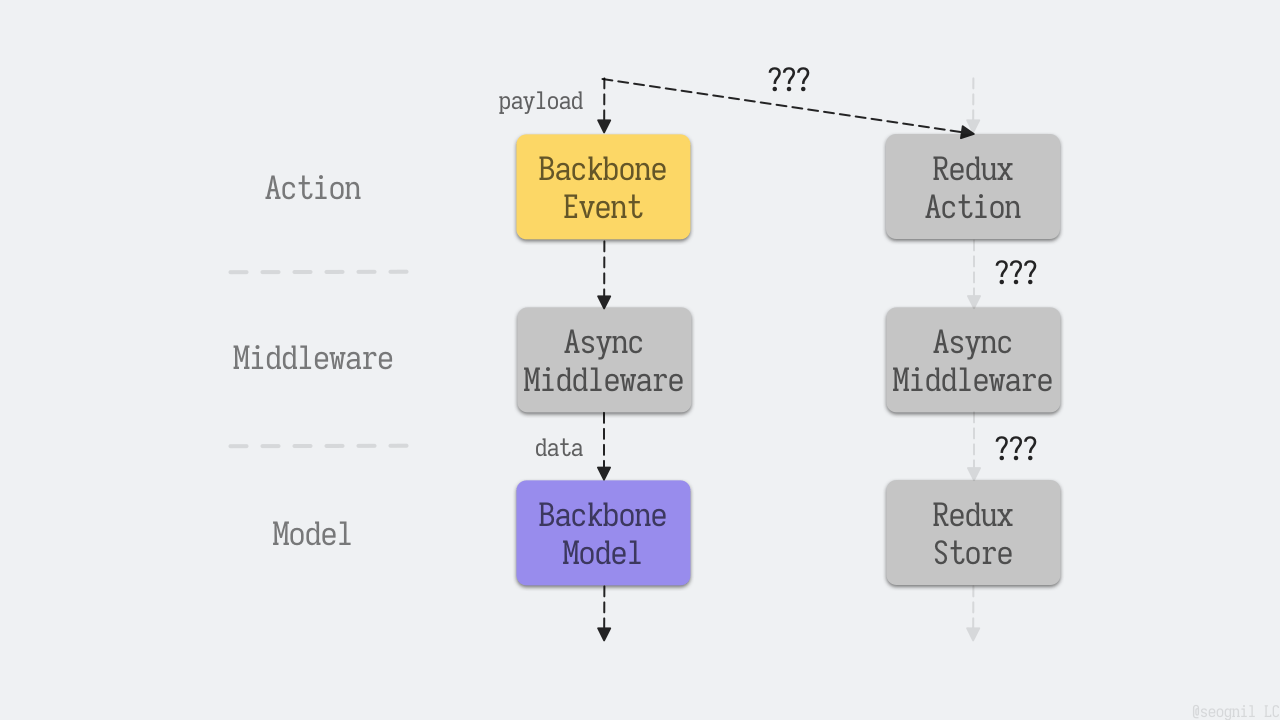 ???
payload
Action
Backbone
Event
Redux
Action
???
Middleware
Async
Middleware
Async
Middleware
data
???
Model
Backbone
Model
Redux
Store
@seognil LC